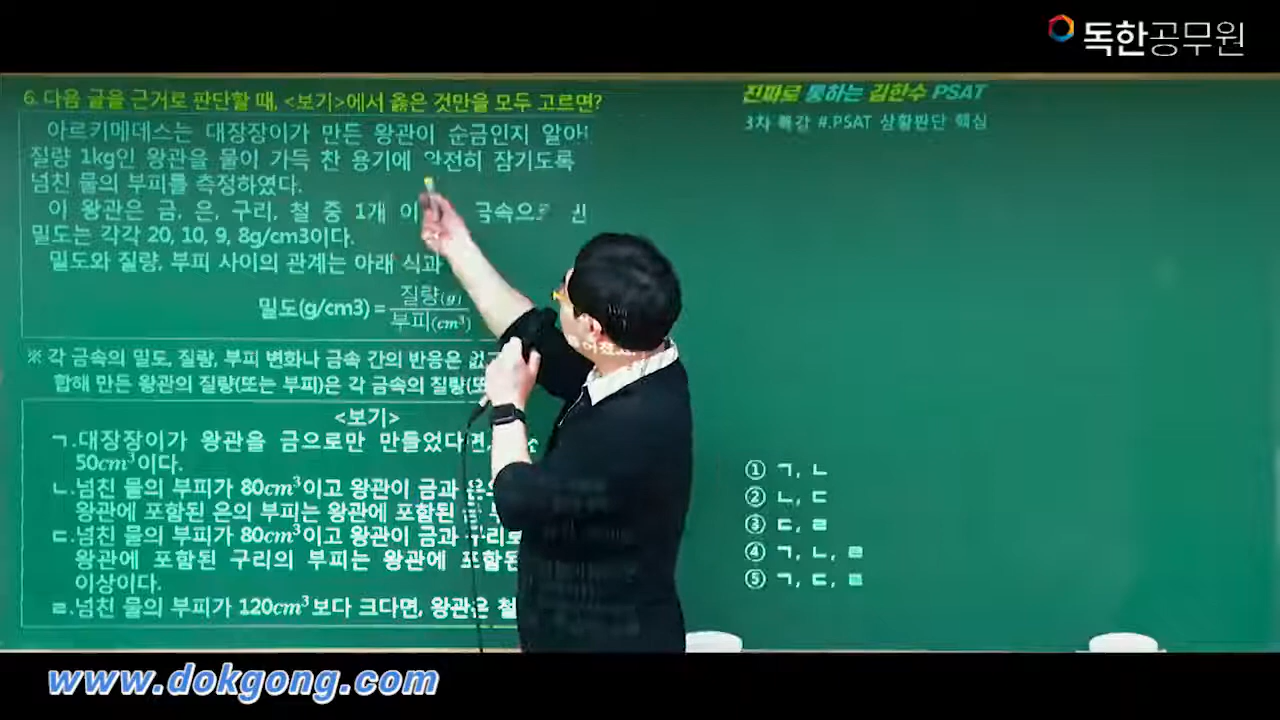 독한공무원
6. 다음 글을 근거로 판단할 때, <보기>에서 옳은 것만을 모두 고르면?
아르키메데스는 대장장이가 만든 왕관이 순금인지 알아
질량 1kg인 왕관을 물이 가득 찬 용기에 완전히 잠기도록
넘친 물의 부피를 측정하였다.
이 왕관은 금, 은, 구리, 철 중 1개 이 금속으로
밀도는 각각 20, 10, 9, 8g/cm3이다.
밀도와 질량, 부피 사이의 관계는 아래 식과
밀도(g/cm3) = 질량(g) / 부피(cm³)
※ 각 금속의 밀도, 질량, 부피 변화나 금속 간의 반응은 없
합해 만든 왕관의 질량(또는 부피)은 각 금속의 질량(또
<보기>
ㄱ.대장장이가 왕관을 금으로만 만들었다면,
50cm³이다.
ㄴ.넘친 물의 부피가 80cm³이고 왕관이 금과 은으
왕관에 포함된 은의 부피는 왕관에 포함된
ㄷ.넘친 물의 부피가 80cm³이고 왕관이 금과 구리로
왕관에 포함된 구리의 부피는 왕관에 포함된
이상이다.
ㄹ.넘친 물의 부피가 120cm³보다 크다면, 왕관은 철
진짜로 통하는 김한수 PSAT
3차 특강 #.PSAT 상황판단 핵심
① ㄱ, ㄴ
② ㄴ, ㄷ
③ ㄷ, ㄹ
④ ㄱ, ㄴ, ㄹ
⑤ ㄱ, ㄷ, ㄹ
www.dokgong.com